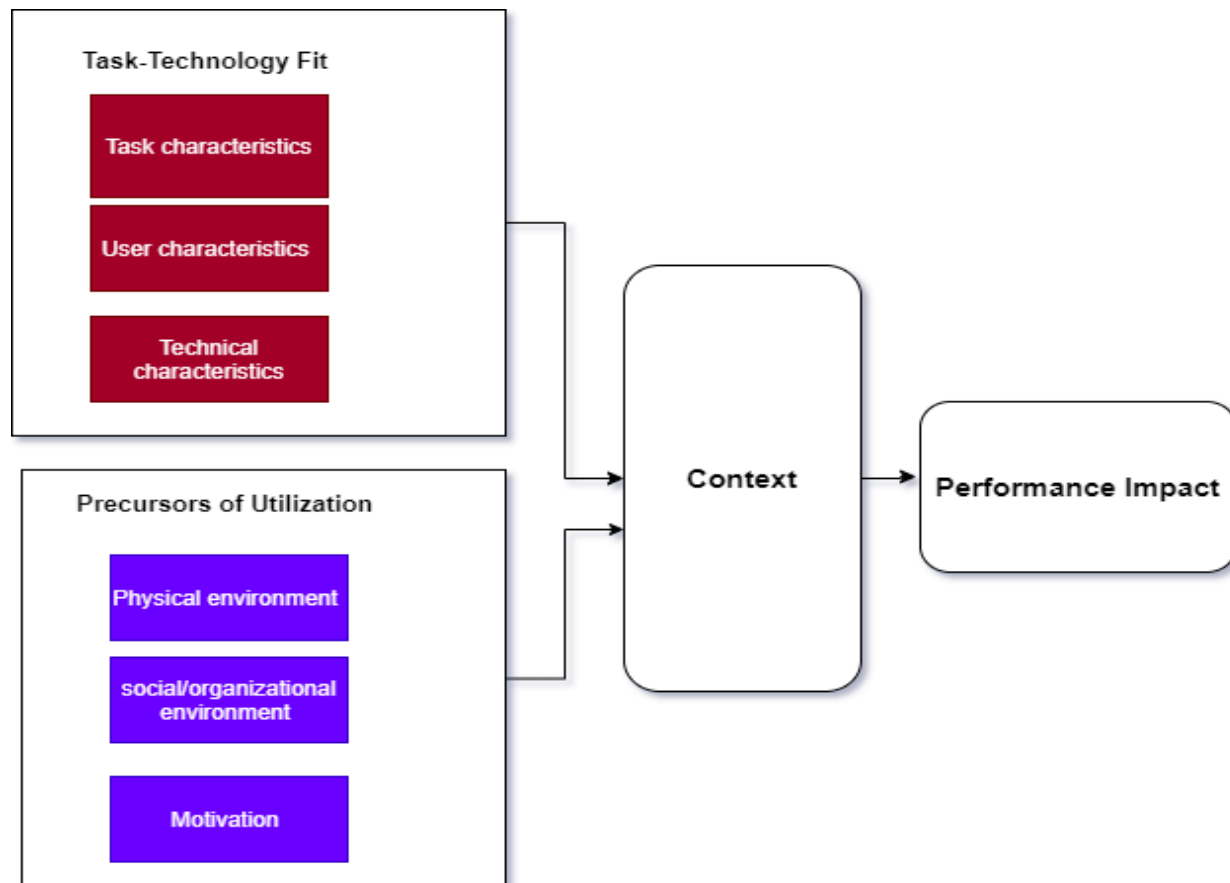 Task-Technology Fit
Task characteristics
User characteristics
Technical
characteristics
Precursors of Utilization
Physical environment
social/organizational
environment
Motivation
Context
Performance Impact